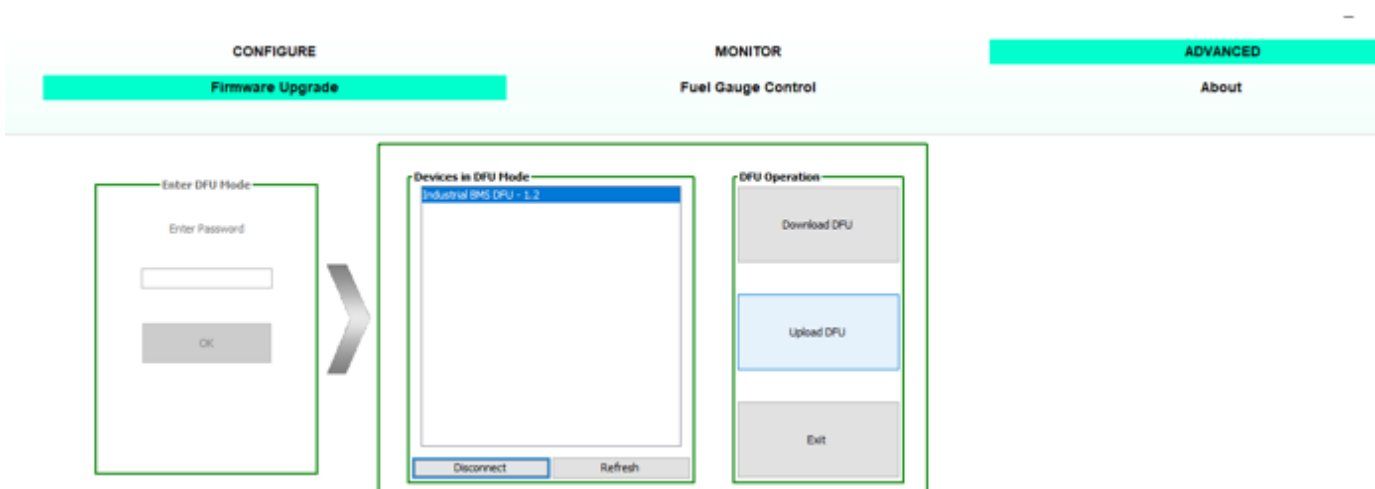 CONFIGURE MONITOR ADVANCED
Firmware Upgrade Fuel Gauge Control About
Enter DFU Mode
Enter Password
OK
Devices in DFU Mode
Industrial BMS DFU - 1.2
Disconnect Refresh
DFU Operation
Download DFU
Upload DFU
Exit